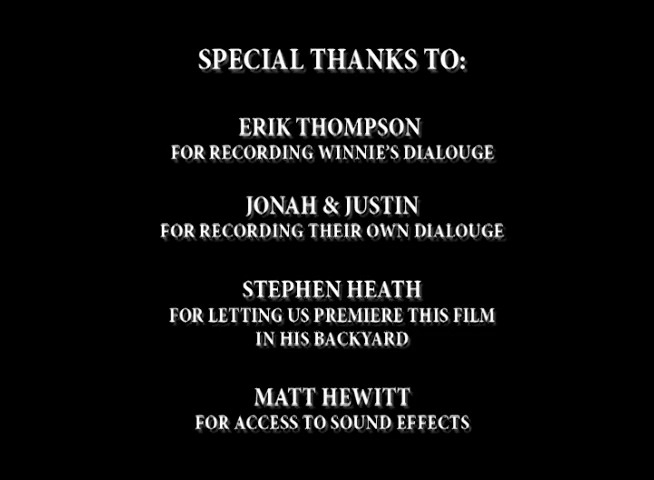 SPECIAL THANKS TO:
ERIK THOMPSON
FOR RECORDING WINNIE'S DIALOUGE
JONAH & JUSTIN
FOR RECORDING THEIR OWN DIALOUGE
STEPHEN HEATH
FOR LETTING US PREMIERE THIS FILM
IN HIS BACKYARD
MATT HEWITT
FOR ACCESS TO SOUND EFFECTS